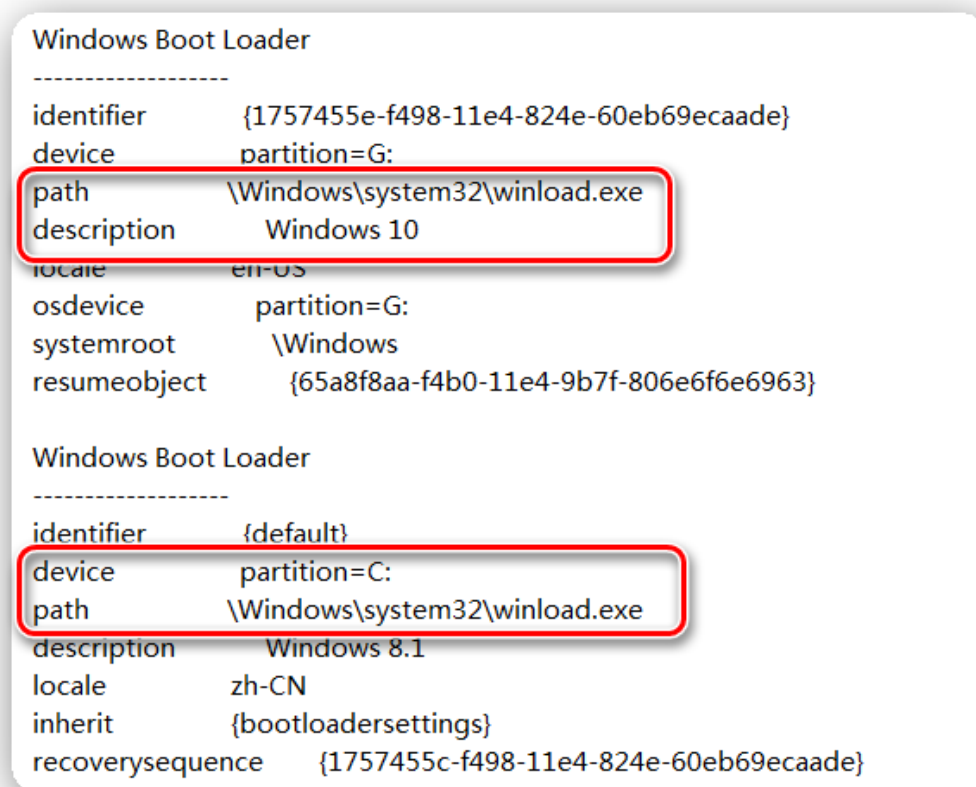 Windows Boot Loader
-------------------
identifier {1757455e-f498-11e4-824e-60eb69ecaade}
device partition=G:
path \Windows\system32\winload.exe
description Windows 10
locale en-US
osdevice partition=G:
systemroot \Windows
resumeobject {65a8f8aa-f4b0-11e4-9b7f-806e6f6e6963}
Windows Boot Loader
-------------------
identifier {default}
device partition=C:
path \Windows\system32\winload.exe
description Windows 8.1
locale zh-CN
inherit {bootloadersettings}
recoverysequence {1757455c-f498-11e4-824e-60eb69ecaade}